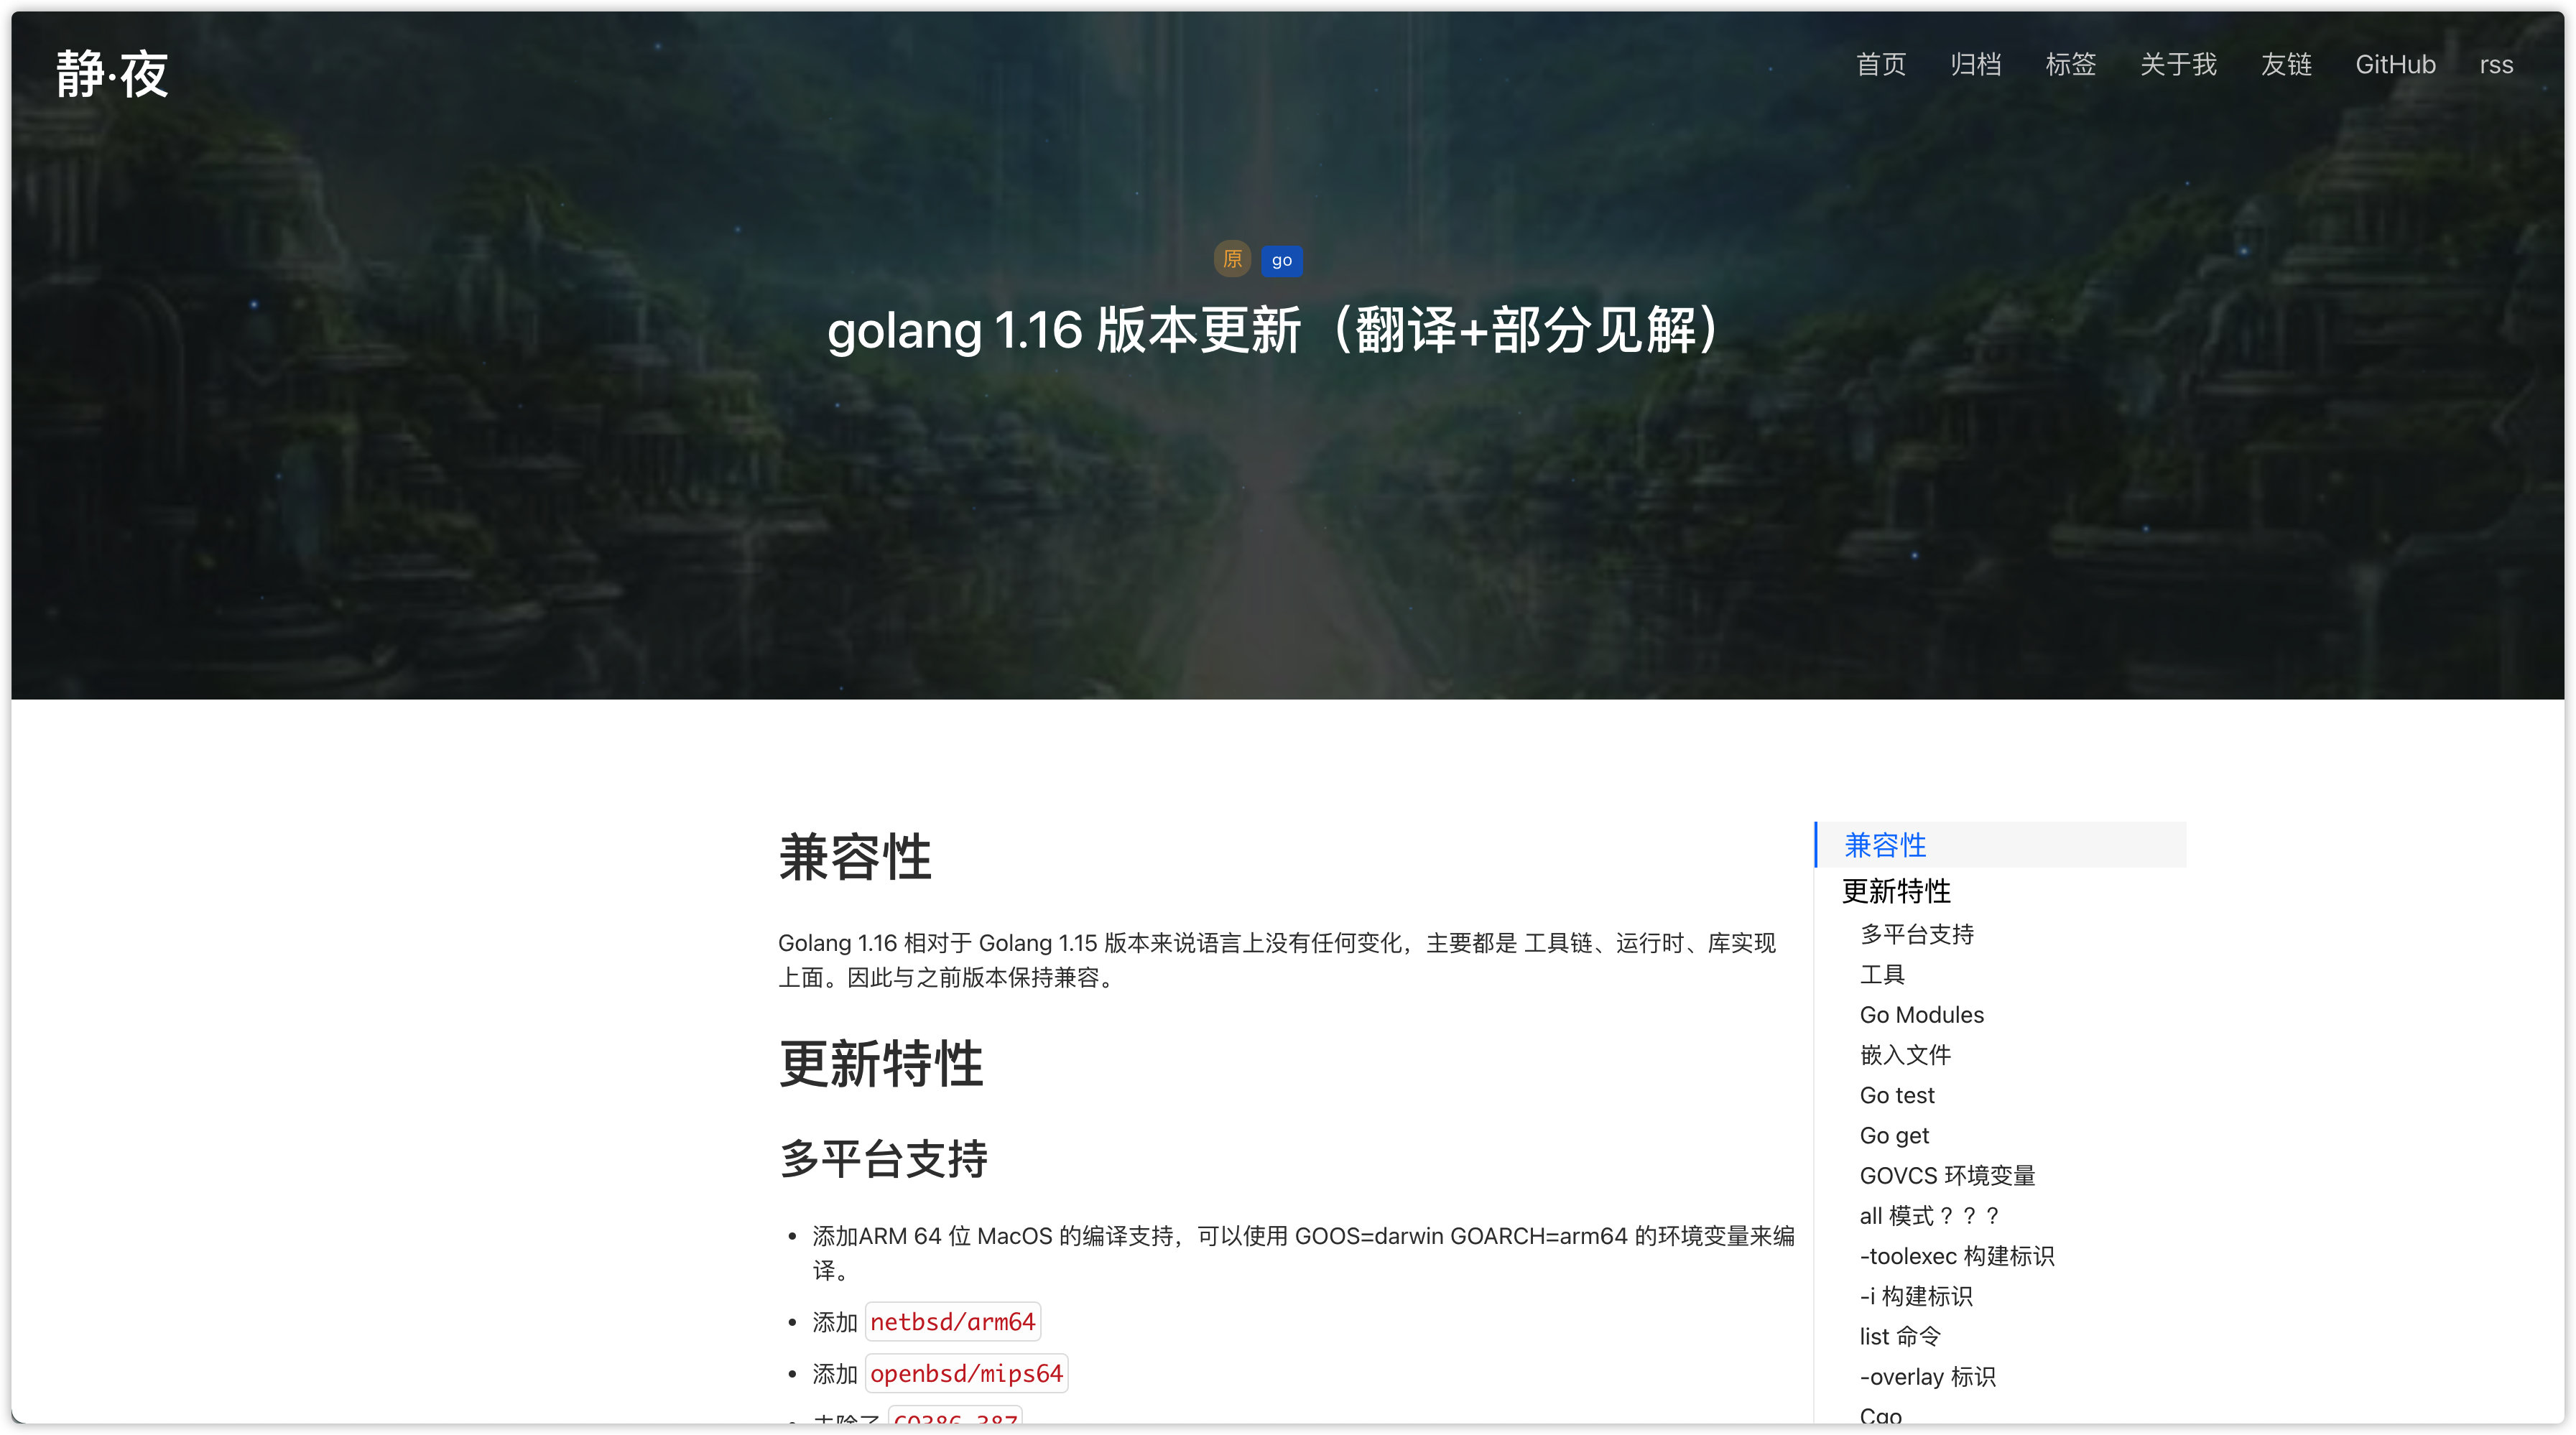 静·夜
首页 归档 标签 关于我 友链 GitHub rss
原 go
golang 1.16 版本更新（翻译+部分见解）
兼容性
Golang 1.16 相对于 Golang 1.15 版本来说语言上没有任何变化，主要都是 工具链、运行时、库实现
上面。因此与之前版本保持兼容。
更新特性
多平台支持
• 添加ARM 64 位 MacOS 的编译支持，可以使用 GOOS=darwin GOARCH=arm64 的环境变量来编
译。
• 添加 netbsd/arm64
• 添加 openbsd/mips64
• 去除了 GO386=387
兼容性
更新特性
多平台支持
工具
Go Modules
嵌入文件
Go test
Go get
GOVCS 环境变量
all 模式？？？
-toolexec 构建标识
-i 构建标识
list 命令
-overlay 标识
Cgo